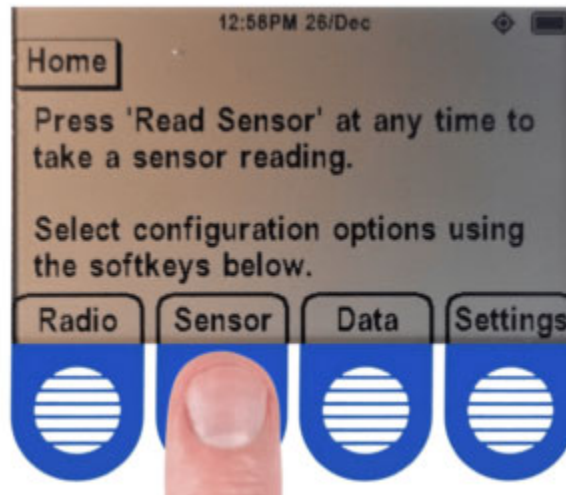 12:58PM 26/Dec
Home
Press 'Read Sensor' at any time to
take a sensor reading.
Select configuration options using
the softkeys below.
Radio Sensor Data Settings